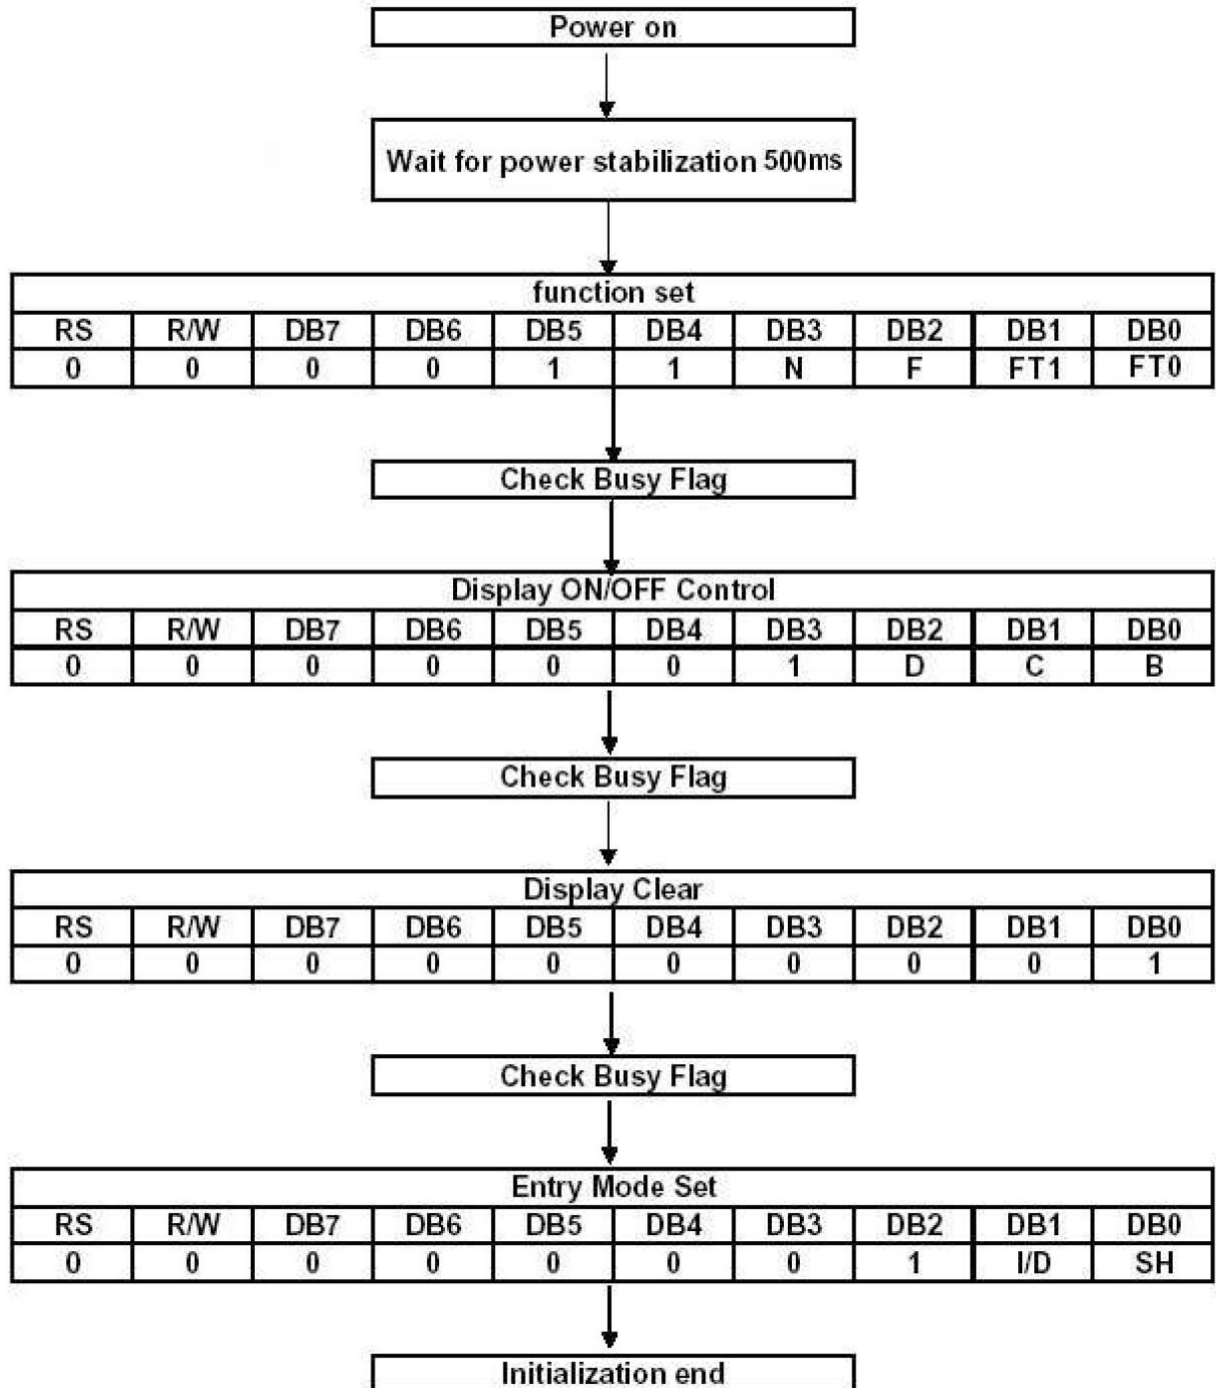 Power on
Wait for power stabilization 500ms
function set
RS R/W DB7 DB6 DB5 DB4 DB3 DB2 DB1 DB0
0 0 0 0 1 1 N F FT1 FT0
Check Busy Flag
Display ON/OFF Control
RS R/W DB7 DB6 DB5 DB4 DB3 DB2 DB1 DB0
0 0 0 0 0 0 1 D C B
Check Busy Flag
Display Clear
RS R/W DB7 DB6 DB5 DB4 DB3 DB2 DB1 DB0
0 0 0 0 0 0 0 0 0 1
Check Busy Flag
Entry Mode Set
RS R/W DB7 DB6 DB5 DB4 DB3 DB2 DB1 DB0
0 0 0 0 0 0 0 1 I/D SH
Initialization end